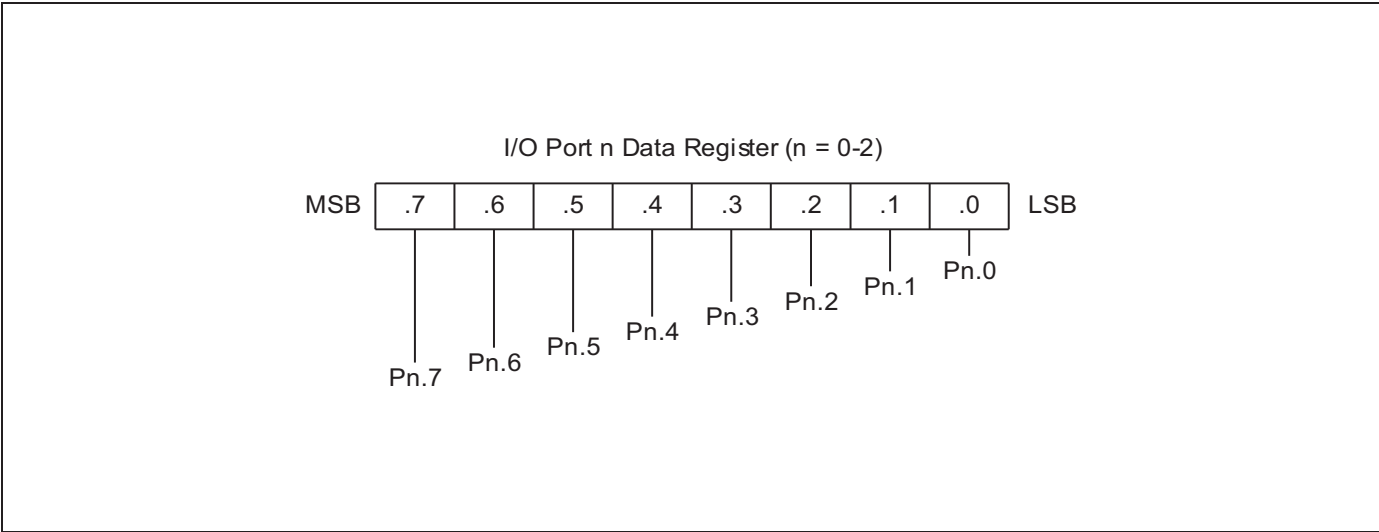 I/O Port n Data Register (n = 0-2)
MSB .7 .6 .5 .4 .3 .2 .1 .0 LSB
Pn.0
Pn.1
Pn.2
Pn.3
Pn.4
Pn.5
Pn.6
Pn.7